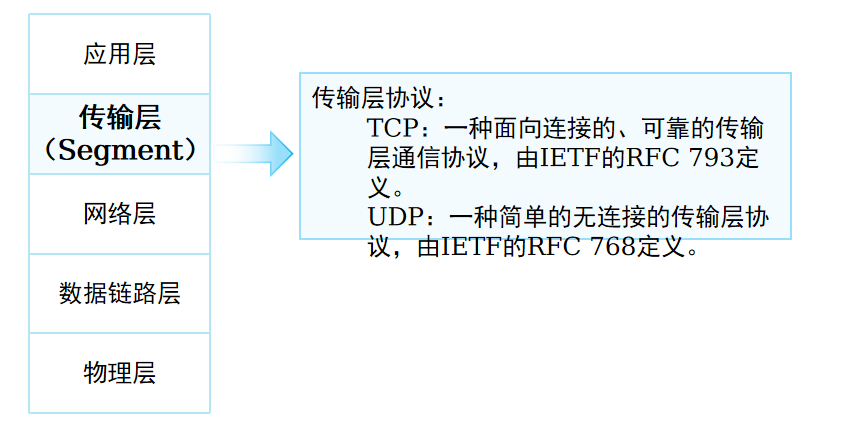 应用层
传输层
（Segment）
网络层
数据链路层
物理层
传输层协议：
TCP：一种面向连接的、可靠的传输
层通信协议，由IETF的RFC 793定
义。
UDP：一种简单的无连接的传输层协
议，由IETF的RFC 768定义。